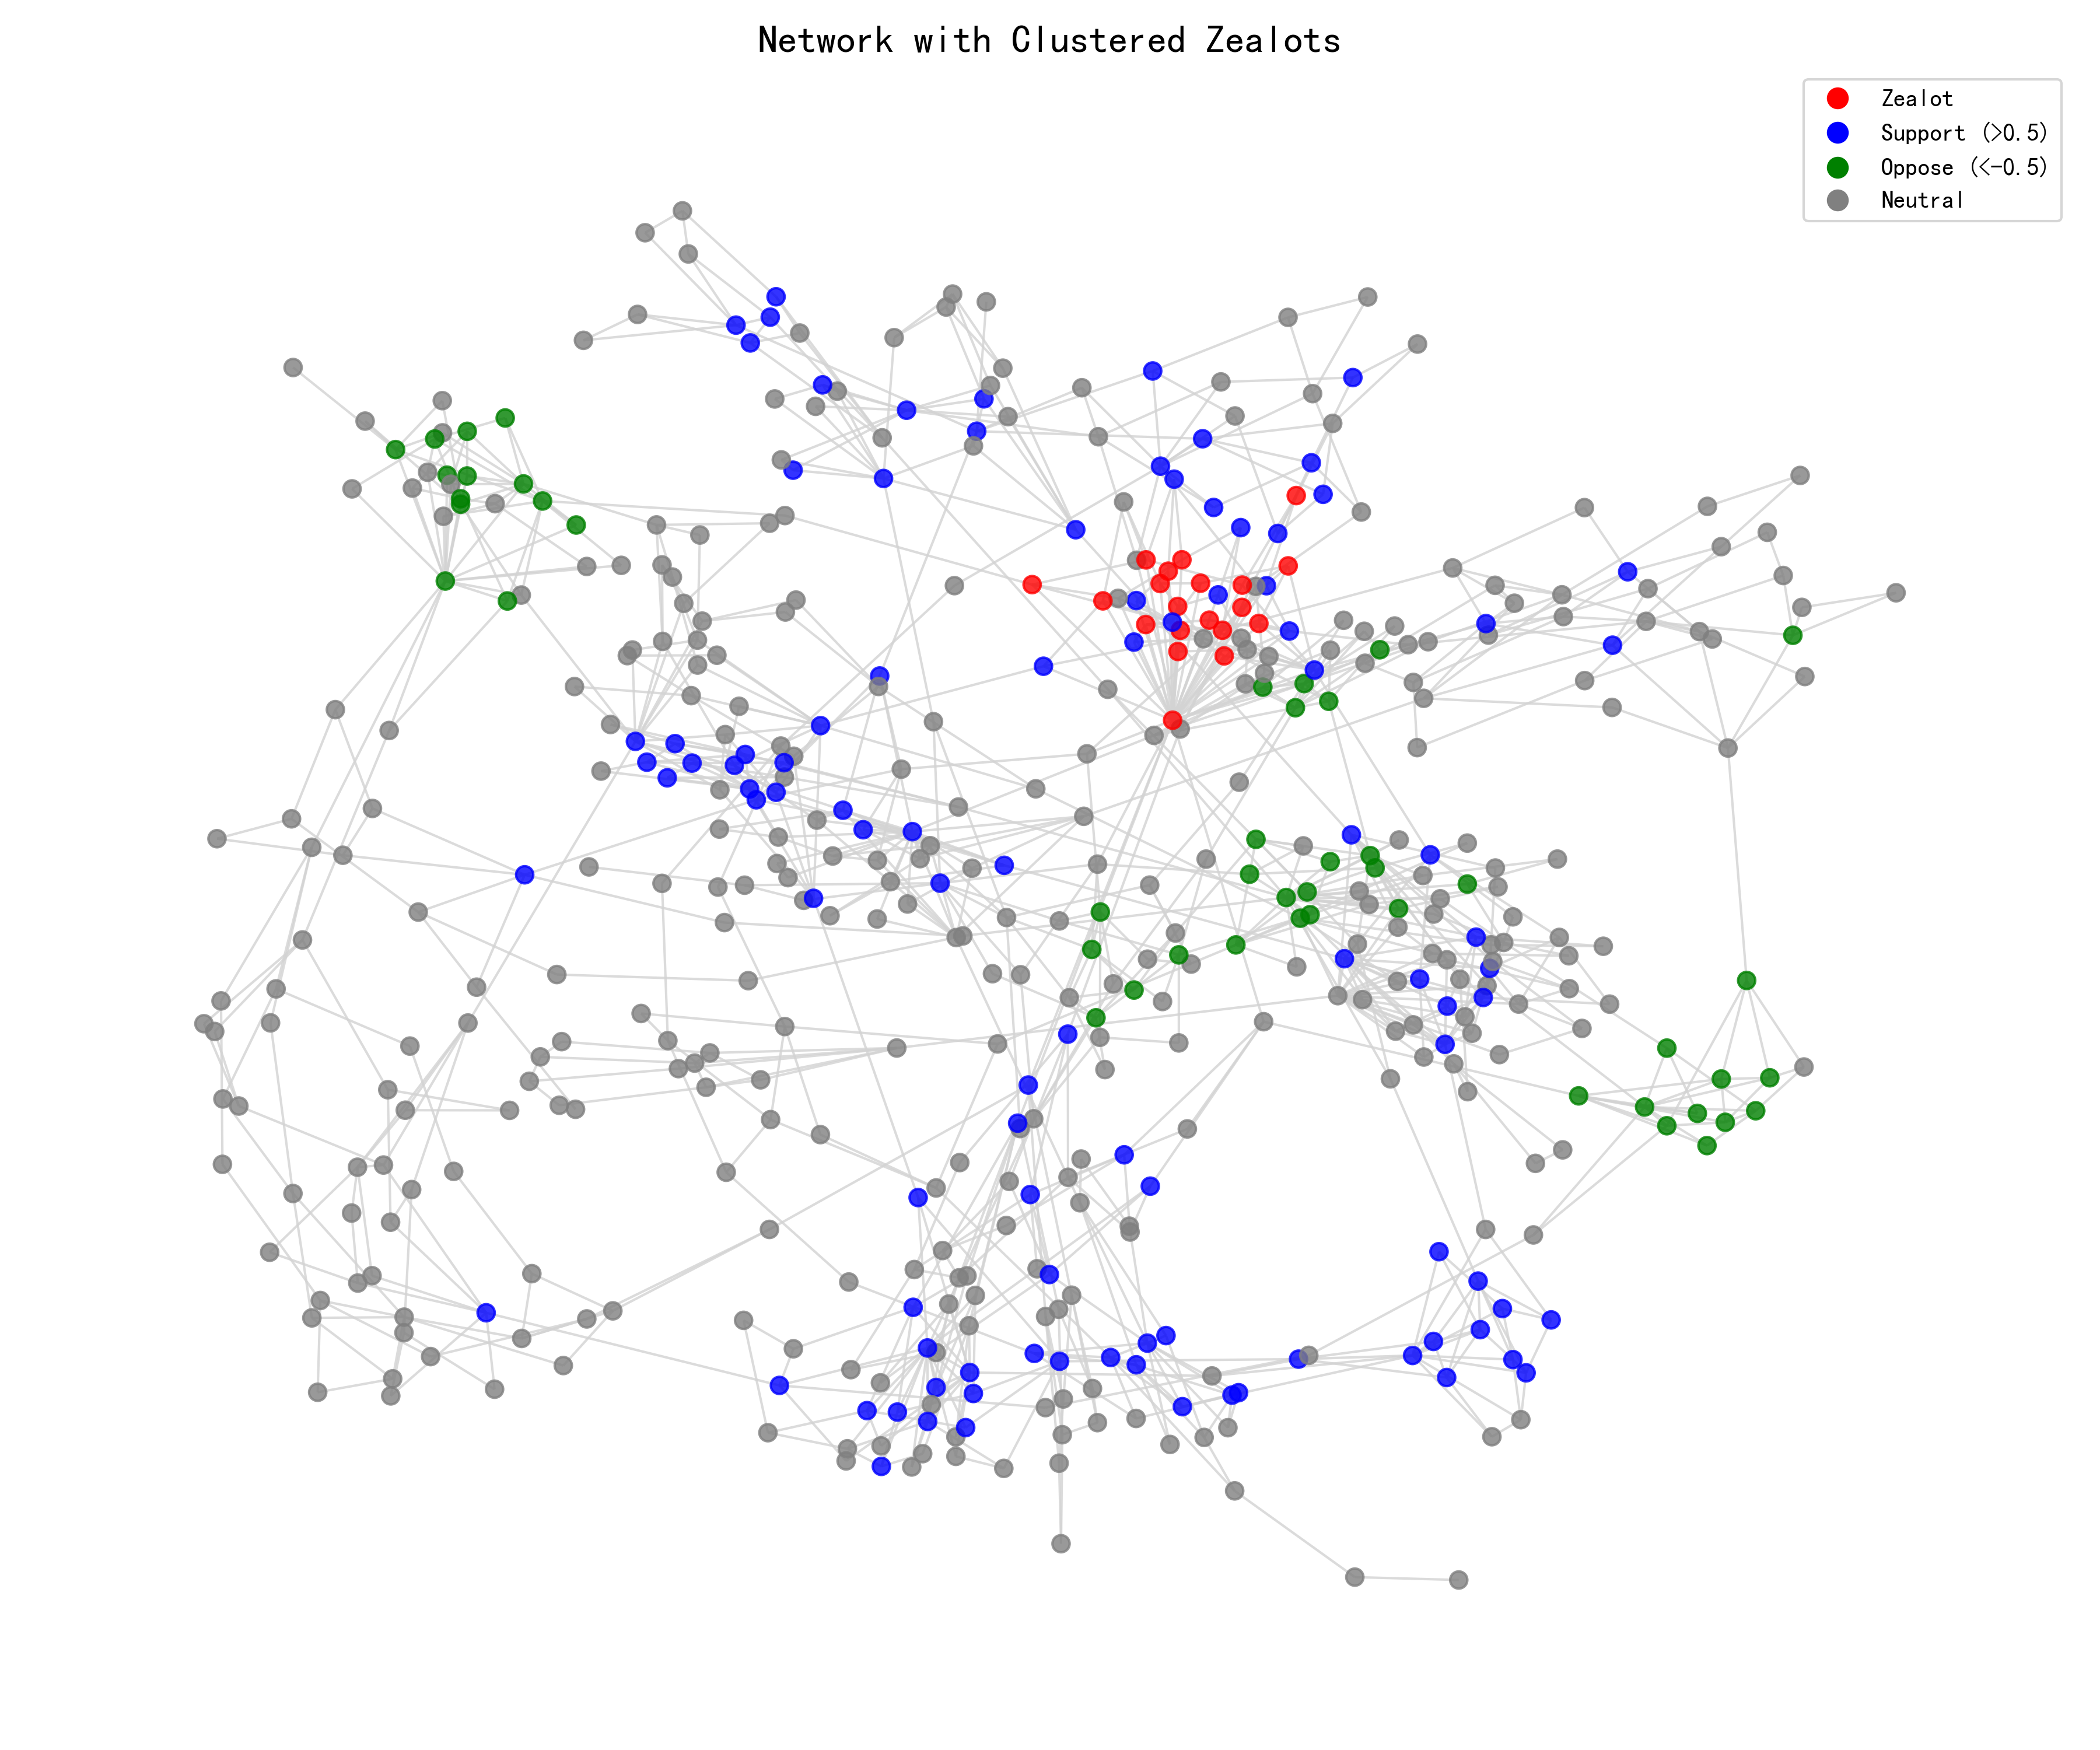 Network with Clustered Zealots
Zealot
Support (>0.5)
Oppose (<-0.5)
Neutral